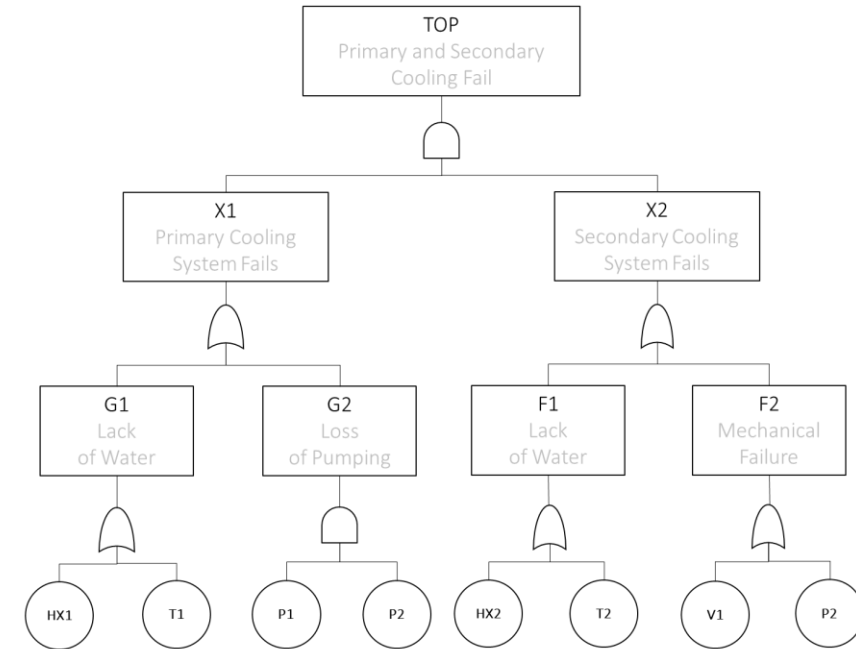 TOP
Primary and Secondary
Cooling Fail
X1
Primary Cooling
System Fails
X2
Secondary Cooling
System Fails
G1
Lack
of Water
G2
Loss
of Pumping
F1
Lack
of Water
F2
Mechanical
Failure
HX1
T1
P1
P2
HX2
T2
V1
P2